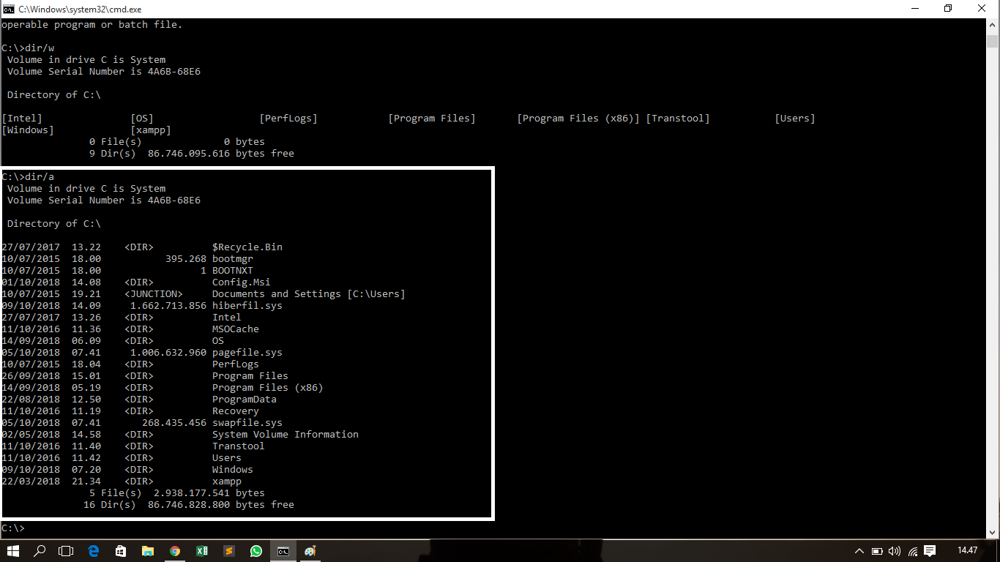 C:\Windows\system32\cmd.exe
operable program or batch file.
C:\>dir/w
Volume in drive C is System
Volume Serial Number is 4A6B-68E6
Directory of C:\
[Intel] [OS] [PerfLogs] [Program Files] [Program Files (x86)] [Transtool] [Users]
[Windows] [xampp]
0 File(s) 0 bytes
9 Dir(s) 86.746.095.616 bytes free
C:\>dir/a
Volume in drive C is System
Volume Serial Number is 4A6B-68E6
Directory of C:\
27/07/2017 13.22 <DIR> $Recycle.Bin
10/07/2015 18.00 395.268 bootmgr
10/07/2015 18.00 1 BOOTNXT
01/10/2018 14.08 <DIR> Config.Msi
10/07/2015 19.21 <JUNCTION> Documents and Settings [C:\Users]
09/10/2018 14.09 1.662.713.856 hiberfil.sys
27/07/2017 13.26 <DIR> Intel
11/10/2016 11.36 <DIR> MSOCache
14/09/2018 06.09 <DIR> OS
05/10/2018 07.41 1.006.632.960 pagefile.sys
10/07/2015 18.04 <DIR> PerfLogs
26/09/2018 15.01 <DIR> Program Files
14/09/2018 05.19 <DIR> Program Files (x86)
22/08/2018 12.50 <DIR> ProgramData
11/10/2016 11.19 <DIR> Recovery
05/10/2018 07.41 268.435.456 swapfile.sys
02/05/2018 14.58 <DIR> System Volume Information
11/10/2016 11.40 <DIR> Transtool
11/10/2016 11.42 <DIR> Users
09/10/2018 07.20 <DIR> Windows
22/03/2018 21.34 <DIR> xampp
5 File(s) 2.938.177.541 bytes
16 Dir(s) 86.746.828.800 bytes free
C:\>
14.47